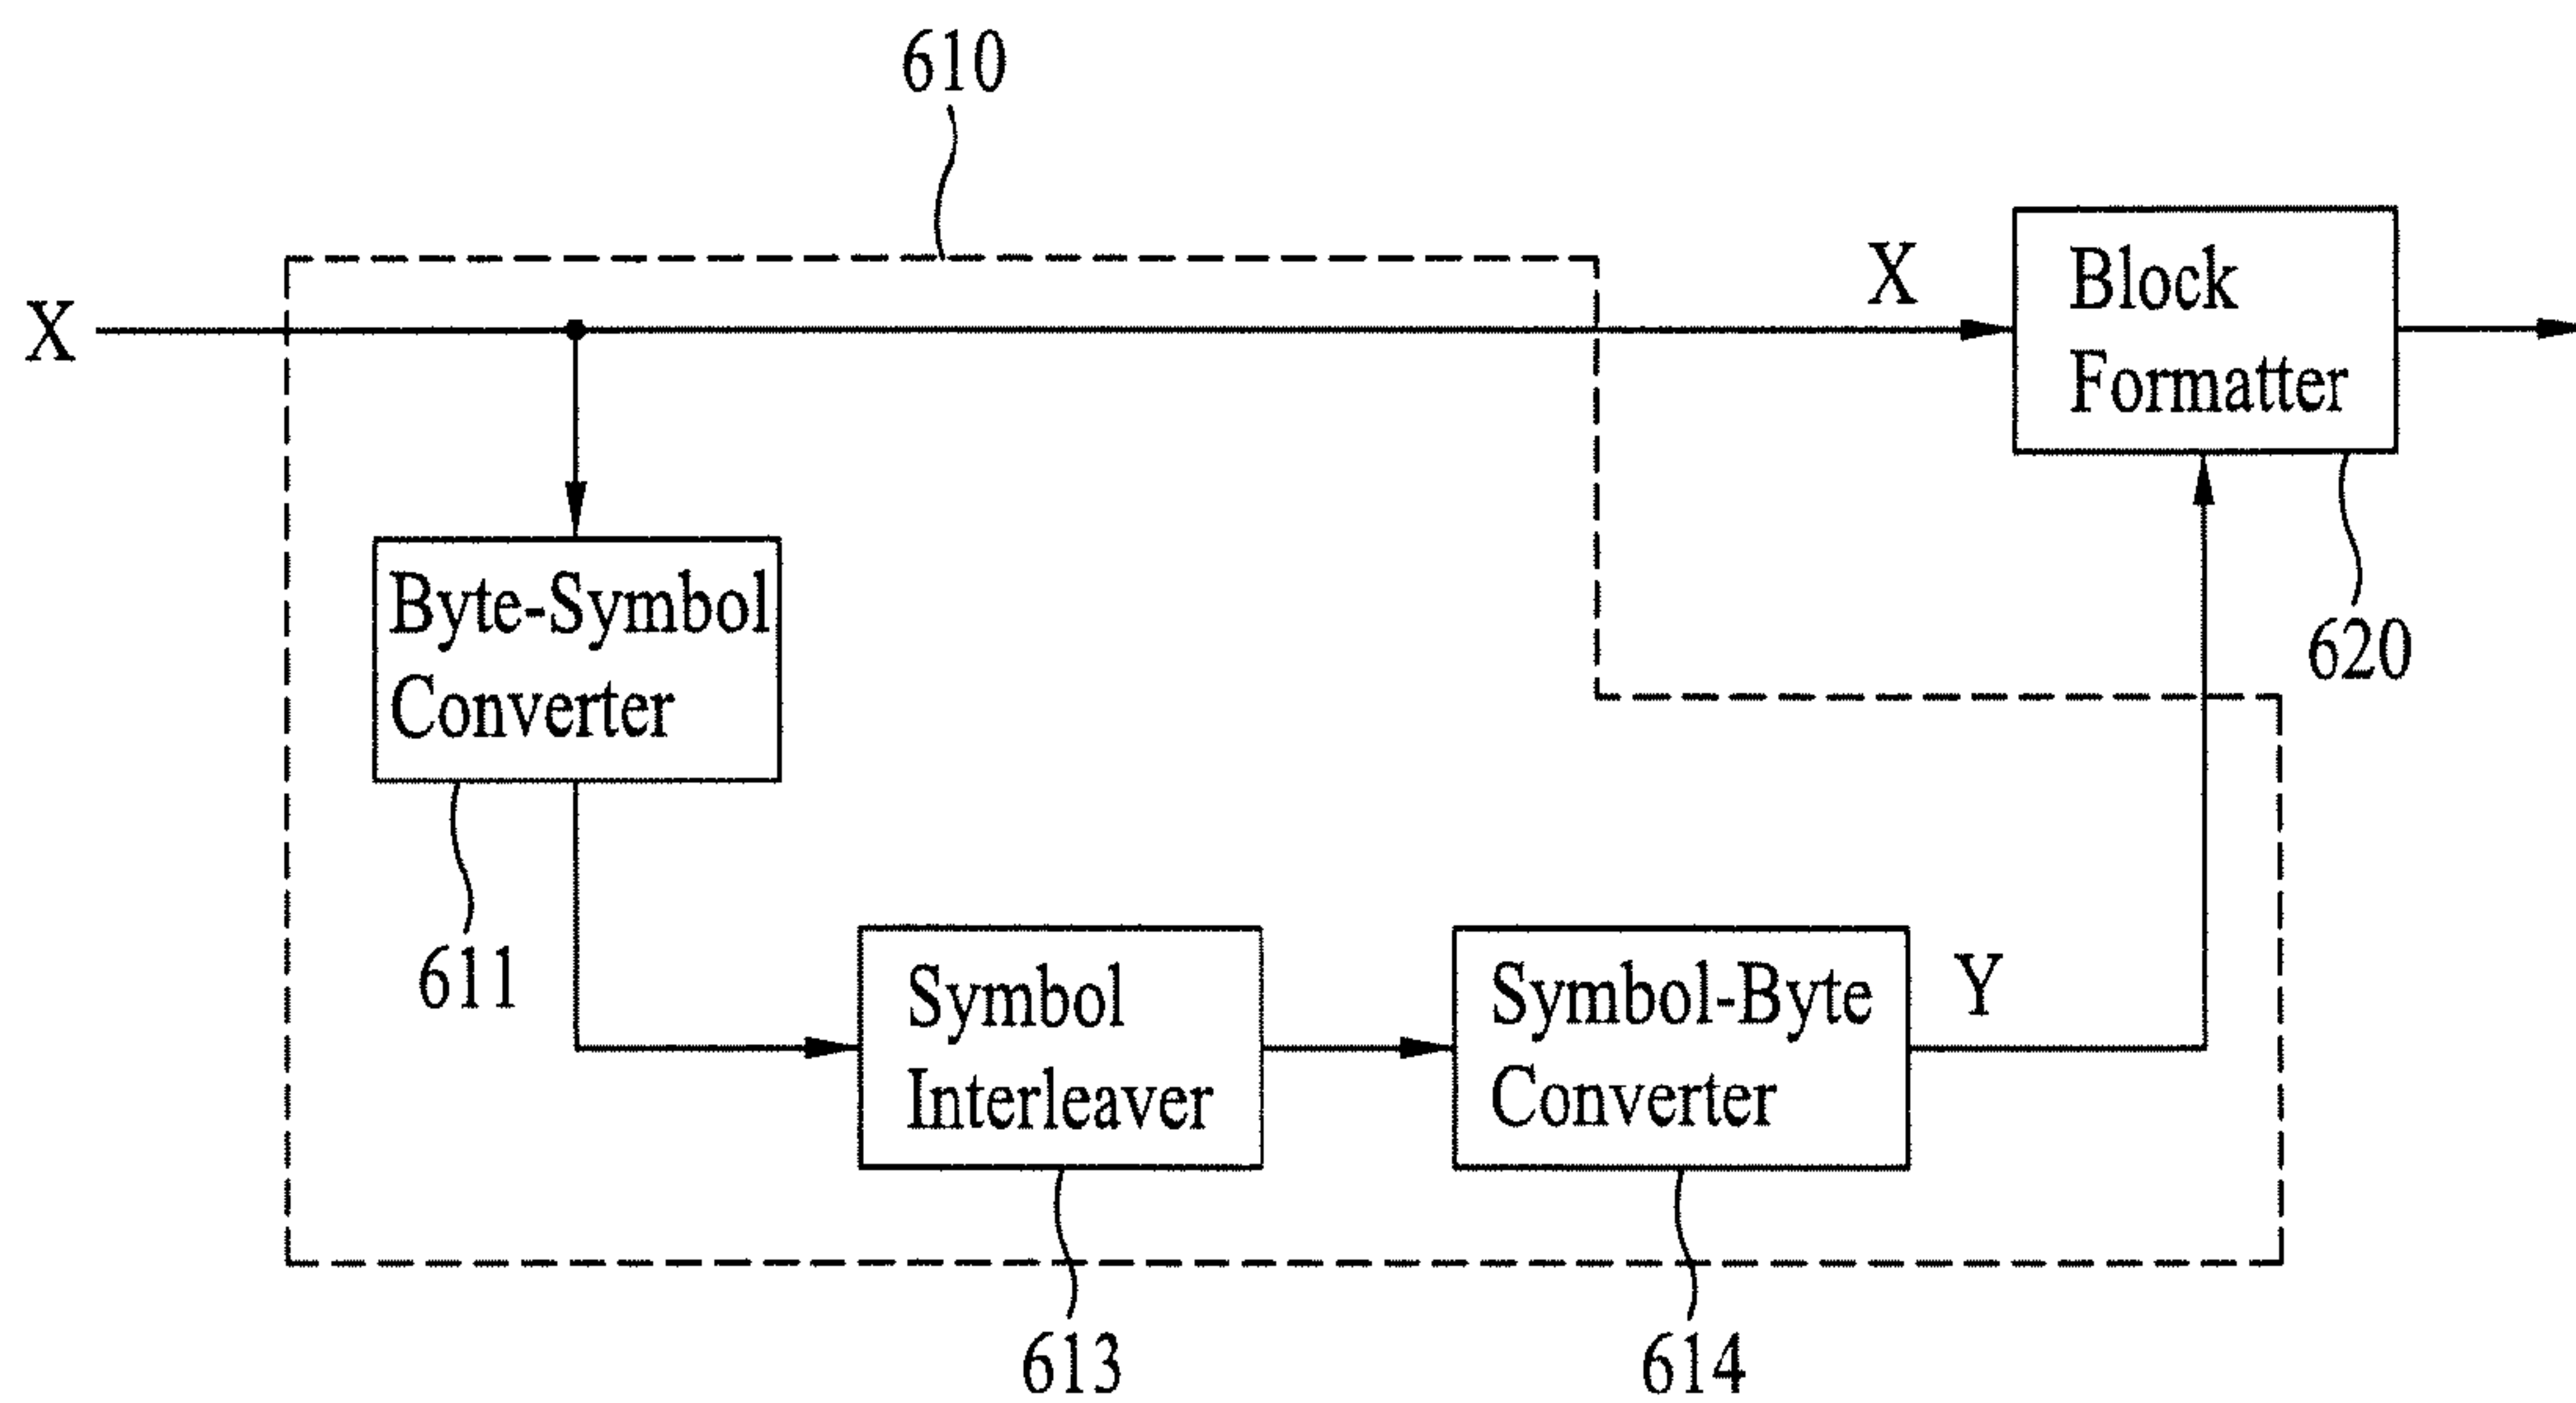 610
X
X
Block
Formatter
Byte-Symbol
Converter
620
611
Symbol
Interleaver
Symbol-Byte
Converter
Y
613
614